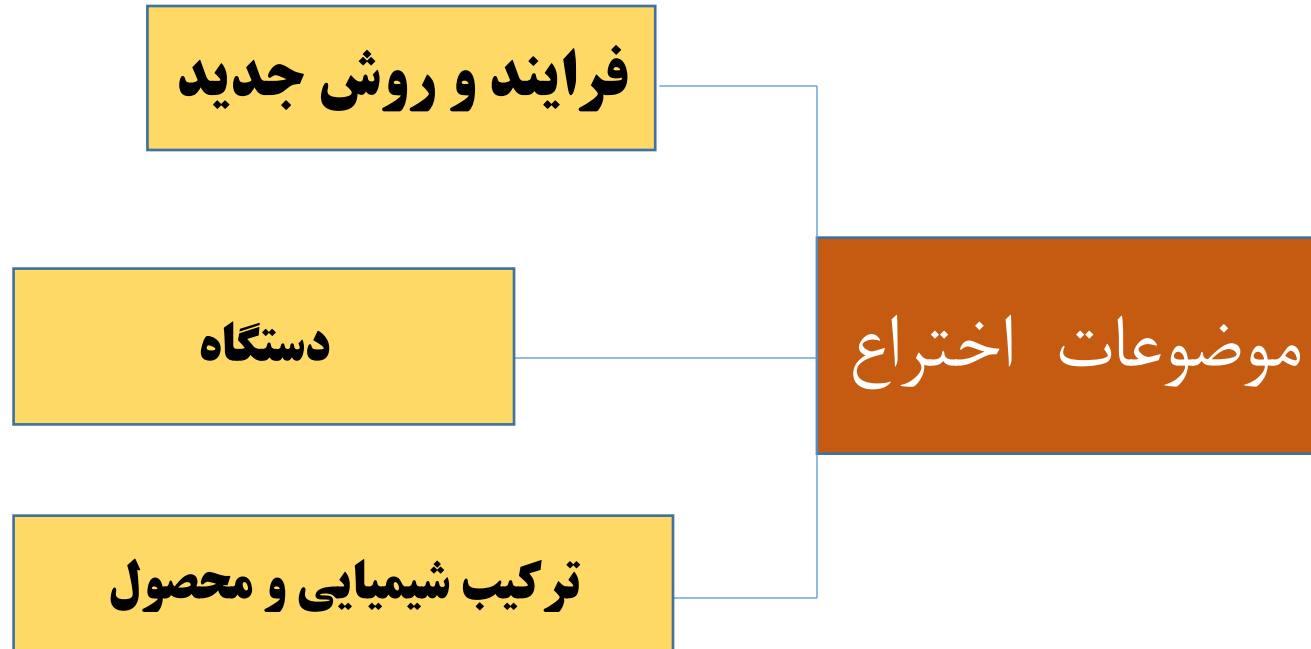 موضوعات اختراع
فرایند و روش جدید
دستگاه
ترکیب شیمیایی و محصول